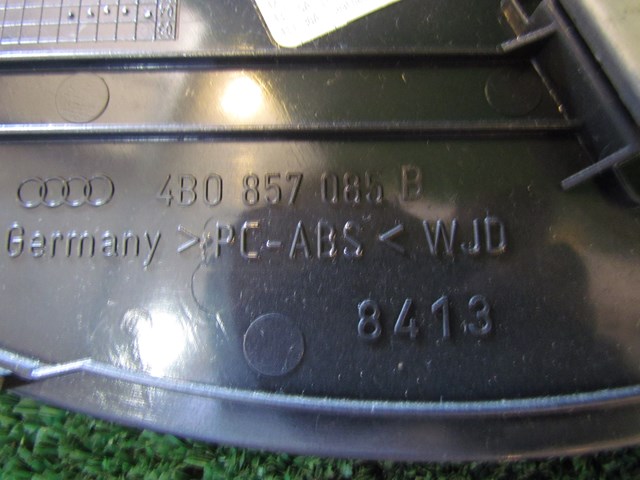 4B0 857 085 B
Germany >PC-ABS< WJD
8413